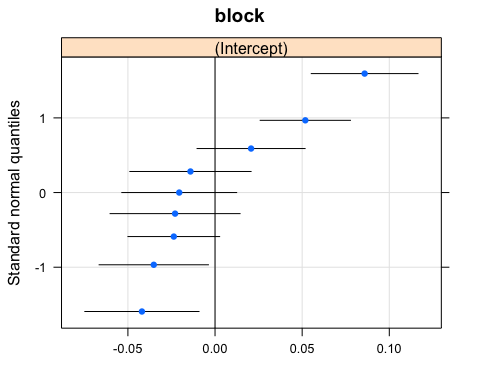 block
(Intercept)
Standard normal quantiles
1
0
-1
-0.05 0.00 0.05 0.10